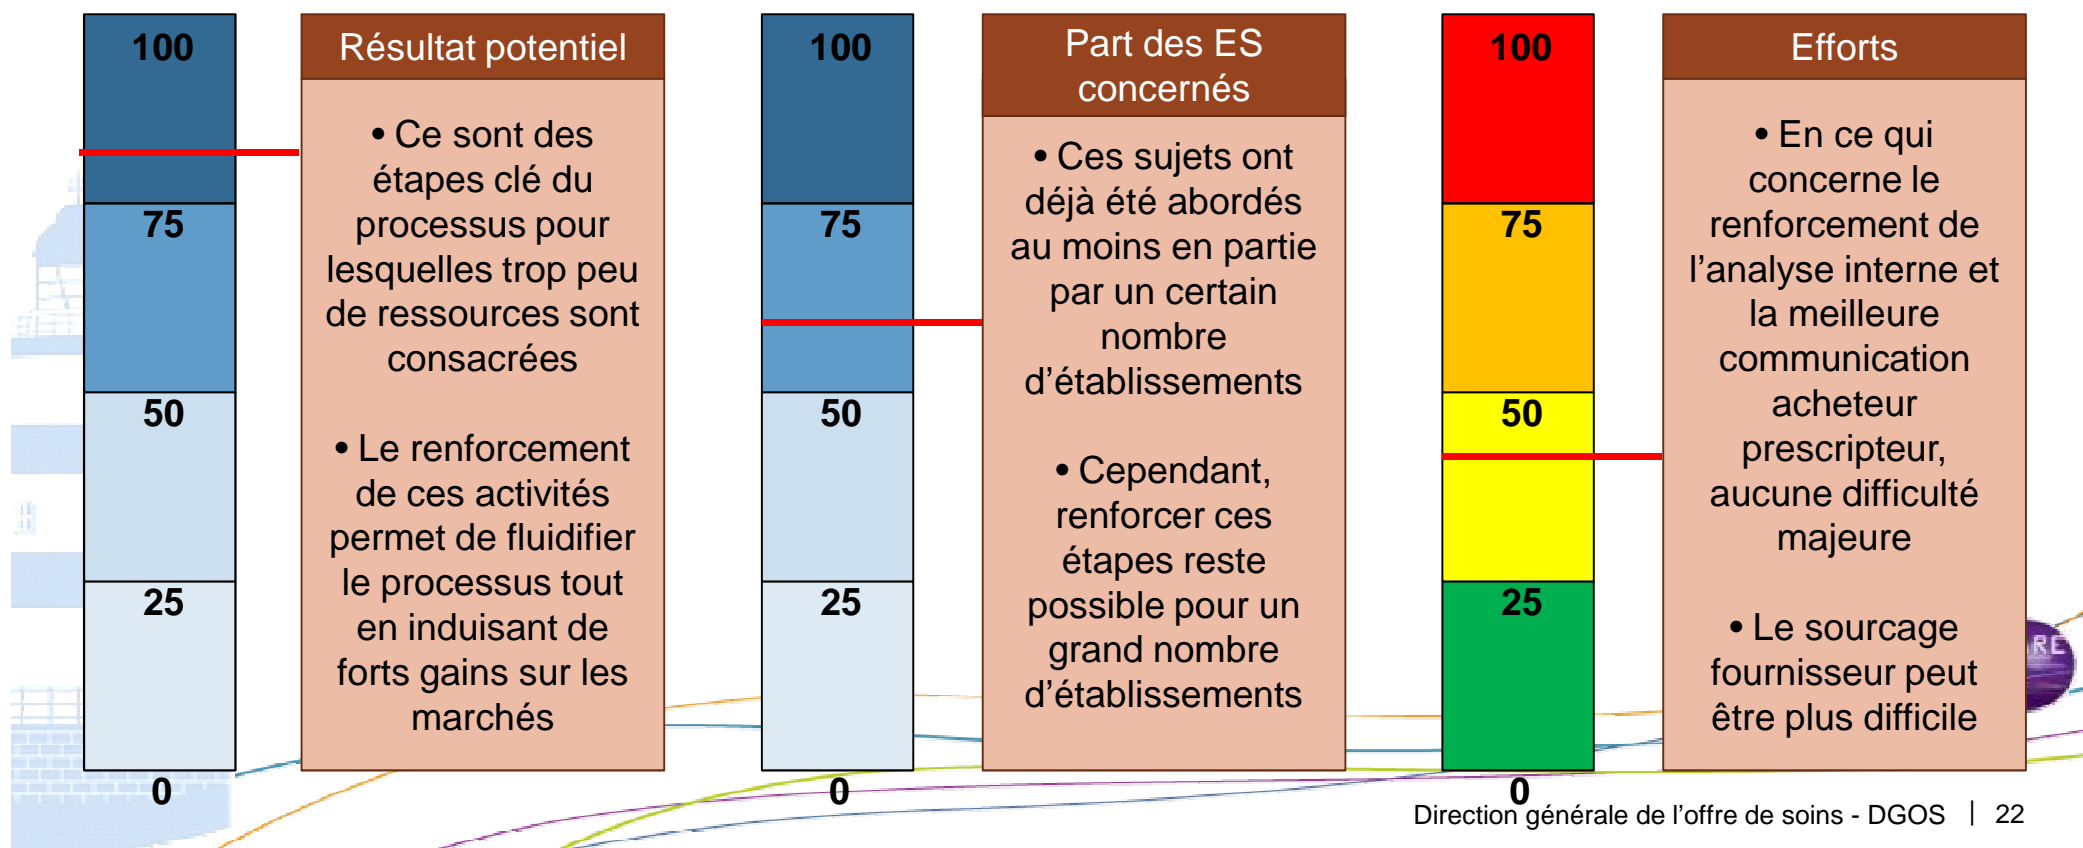 100
75
50
25
0
Résultat potentiel
• Ce sont des
étapes clé du
processus pour
lesquelles trop peu
de ressources sont
consacrées
• Le renforcement
de ces activités
permet de fluidifier
le processus tout
en induisant de
forts gains sur les
marchés
100
75
50
25
0
Part des ES
concernés
• Ces sujets ont
déjà été abordés
au moins en partie
par un certain
nombre
d’établissements
• Cependant,
renforcer ces
étapes reste
possible pour un
grand nombre
d’établissements
100
75
50
25
0
Efforts
• En ce qui
concerne le
renforcement de
l’analyse interne et
la meilleure
communication
acheteur
prescripteur,
aucune difficulté
majeure
• Le sourcage
fournisseur peut
être plus difficile
Direction générale de l’offre de soins - DGOS | 22